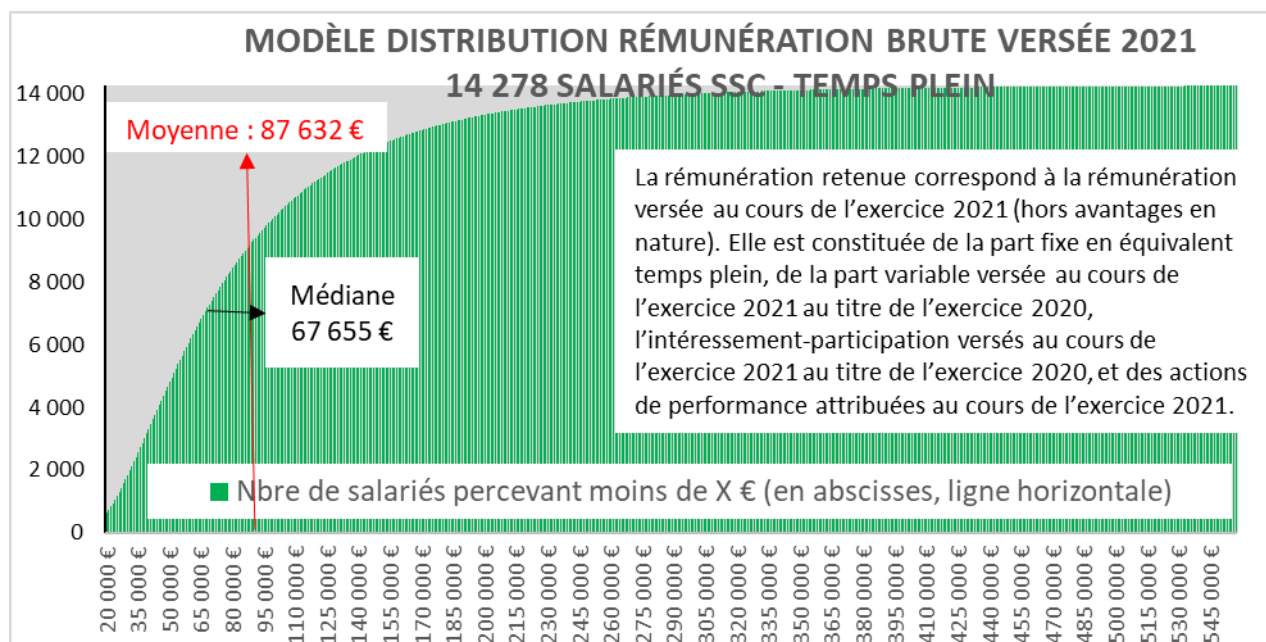 MODÈLE DISTRIBUTION RÉMUNÉRATION BRUTE VERSÉE 2021
14 278 SALARIÉS SSC - TEMPS PLEIN
14 000
12 000
10 000
8 000
6 000
4 000
2 000
0
Moyenne : 87 632 €
Médiane
67 655 €
La rémunération retenue correspond à la rémunération
versée au cours de l’exercice 2021 (hors avantages en
nature). Elle est constituée de la part fixe en équivalent
temps plein, de la part variable versée au cours de
l’exercice 2021 au titre de l’exercice 2020,
l’intéressement-participation versés au cours de
l’exercice 2021 au titre de l’exercice 2020, et des actions
de performance attribuées au cours de l’exercice 2021.
Nbre de salariés percevant moins de X € (en abscisses, ligne horizontale)
20 000 €
35 000 €
50 000 €
65 000 €
80 000 €
95 000 €
110 000 €
125 000 €
140 000 €
155 000 €
170 000 €
185 000 €
200 000 €
215 000 €
230 000 €
245 000 €
260 000 €
275 000 €
290 000 €
305 000 €
320 000 €
335 000 €
350 000 €
365 000 €
380 000 €
395 000 €
410 000 €
425 000 €
440 000 €
455 000 €
470 000 €
485 000 €
500 000 €
515 000 €
530 000 €
545 000 €